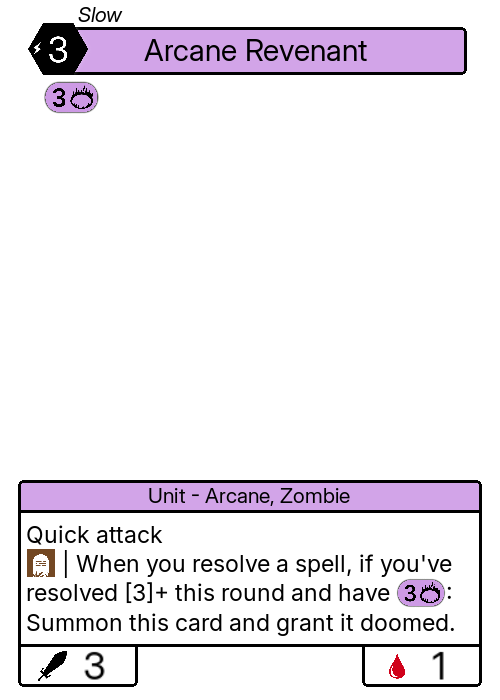 Slow
3 Arcane Revenant
3
Unit - Arcane, Zombie
Quick attack
| When you resolve a spell, if you've
resolved [3]+ this round and have 3:
Summon this card and grant it doomed.
3 1